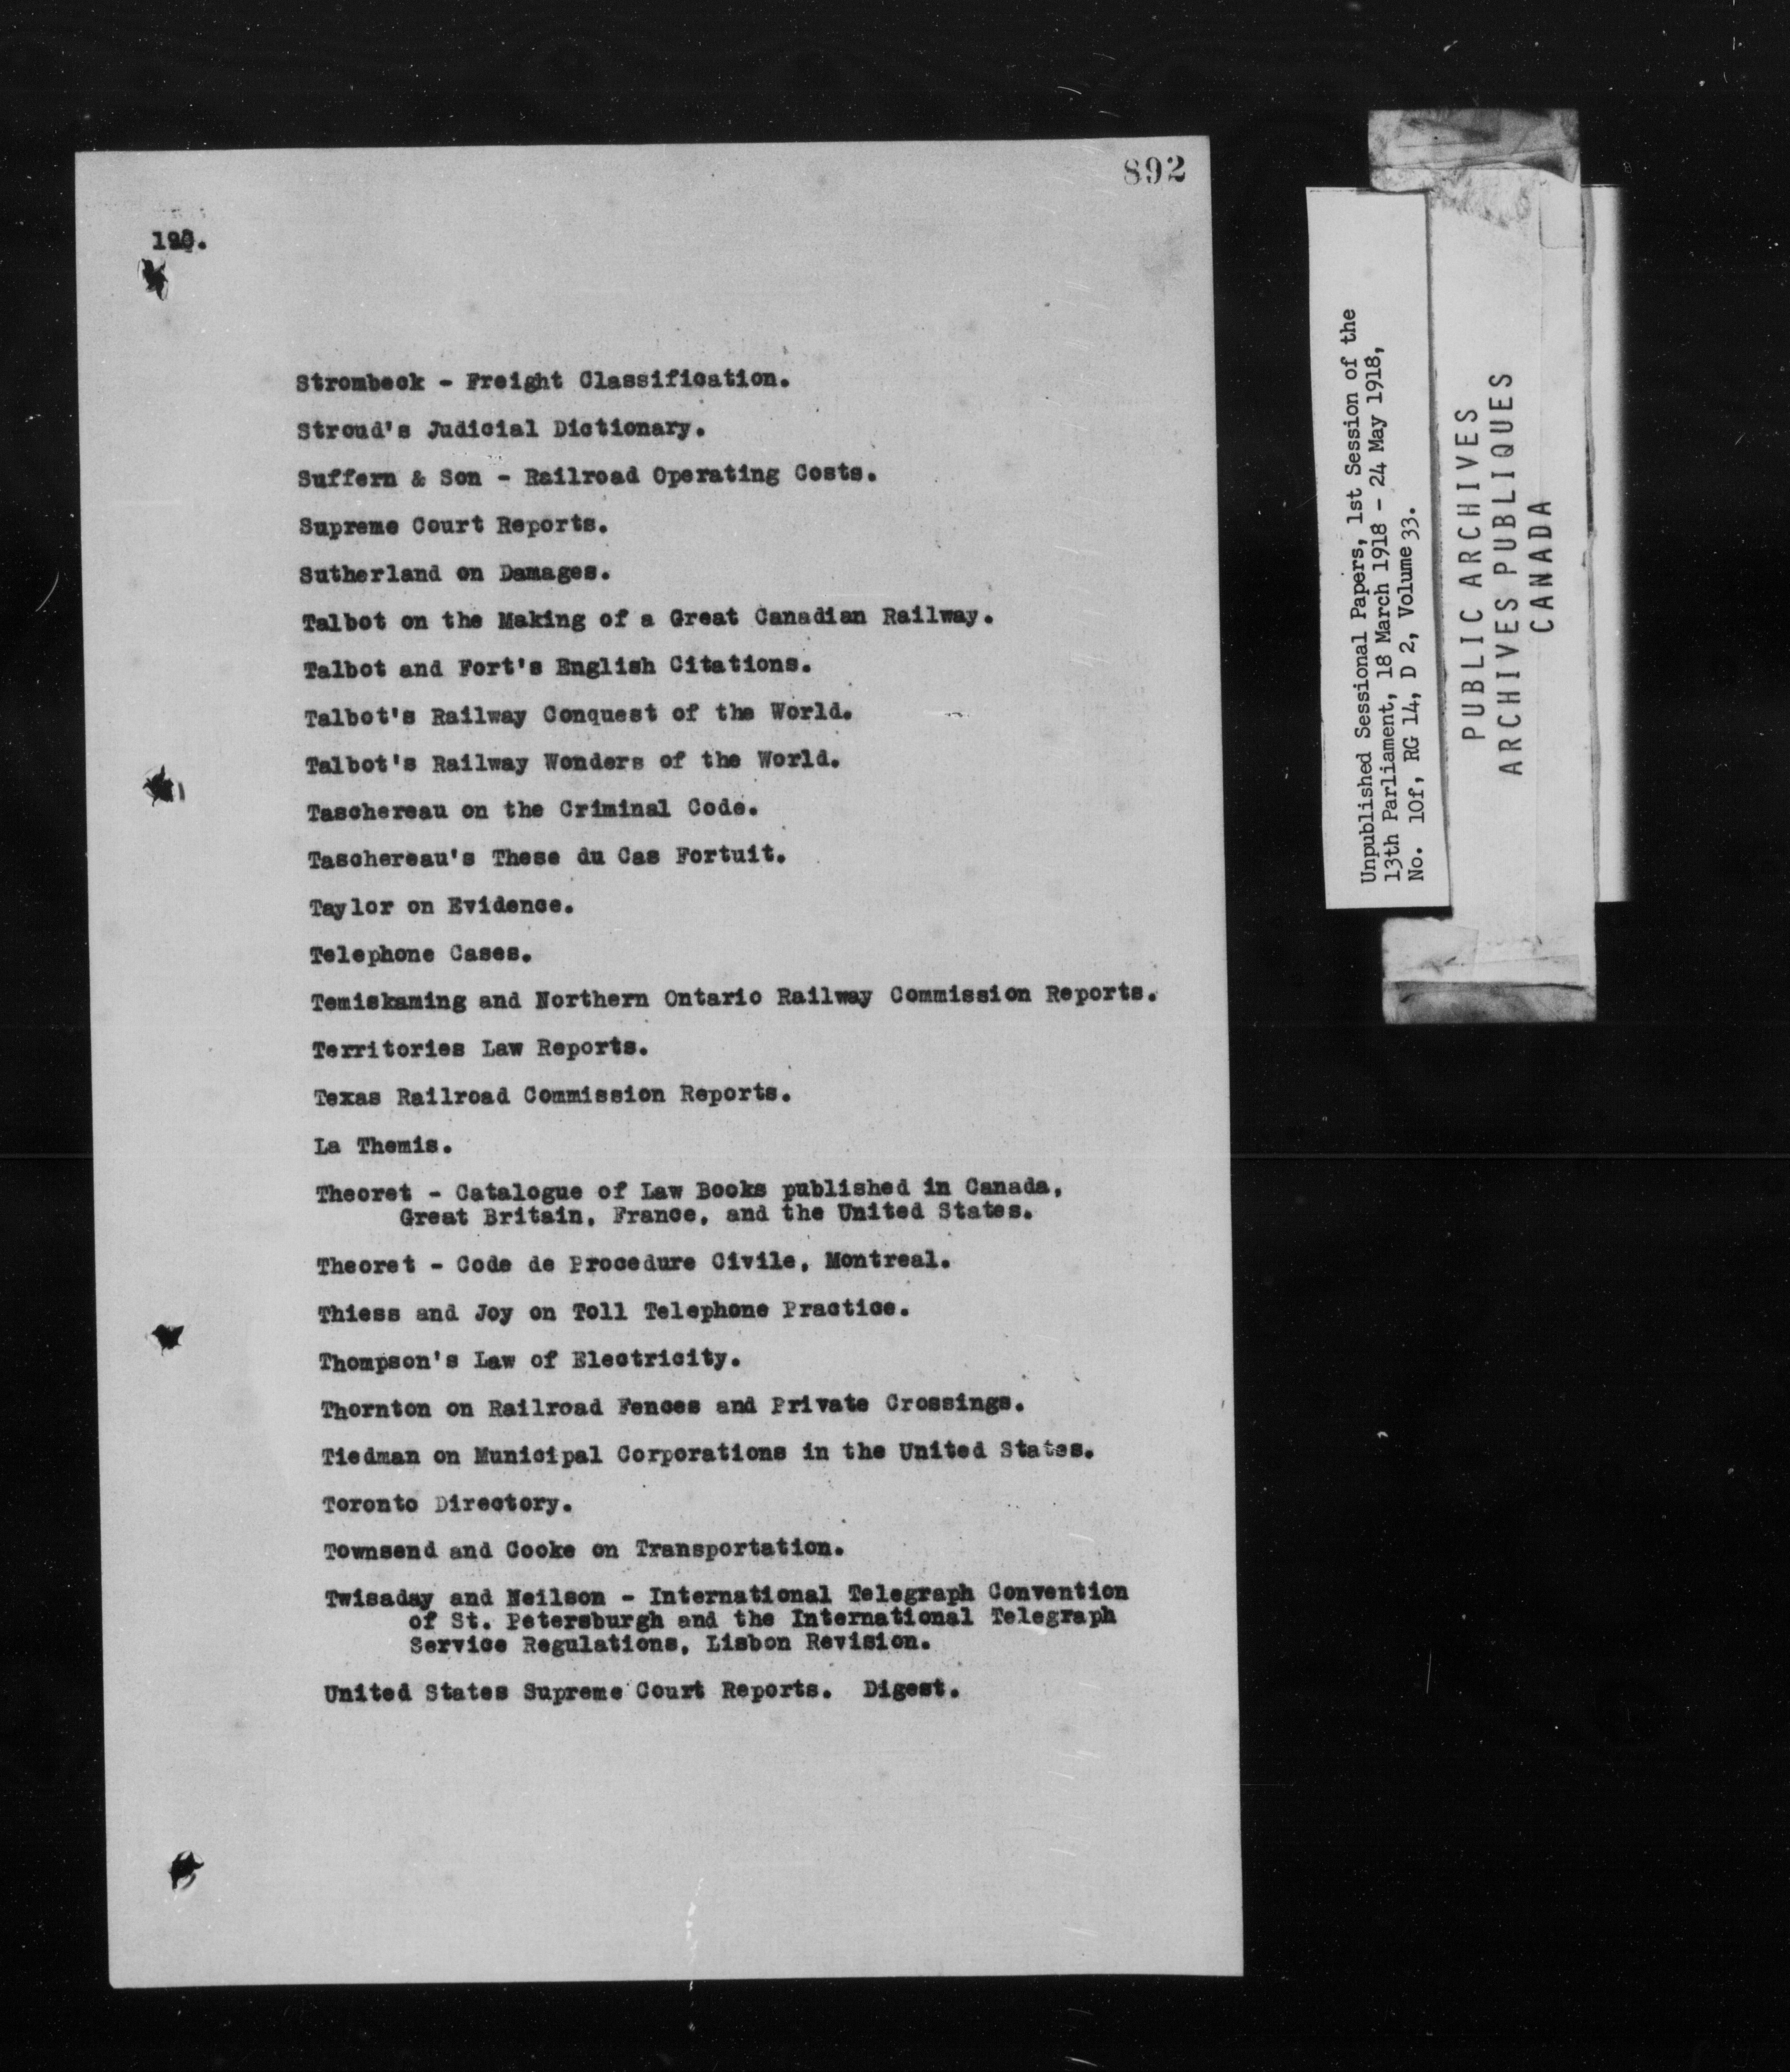 892
Strombeck - Freight Classification.
Stroud's Judicial Dictionary.
Suffern & Son - Railroad Operating Costs.
Supreme Court Reports.
Sutherland on Damages.
Talbot on the Making of a Great Canadian Railway.
Talbot and Fort's English Citations.
Talbot's Railway Conquest of the World.
Talbot's Railway Wonders of the World.
Taschereau on the Criminal Code.
Taschereau's These du Cas Fortuit.
Taylor on Evidence.
Telephone Cases.
Temiskaming and Northern Ontario Railway Commission Reports.
Territories Law Reports.
Texas Railroad Commission Reports.
La Themis.
Theoret - Catalogue of Law Books published in Canada,
Great Britain, France, and the United States.
Theoret - Code de Procedure Civile, Montreal.
Thiess and Joy on Toll Telephone Practice.
Thompson's Law of Electricity.
Thornton on Railroad Fences and Private Crossings.
Tiedman on Municipal Corporations in the United States.
Toronto Directory.
Townsend and Cooke on Transportation.
Twisaday and Neilson - International Telegraph Convention
of St. Petersburgh and the International Telegraph
Service Regulations, Lisbon Revision.
United States Supreme Court Reports. Digest.
Unpublished Sessional Papers, 1st Session of the
13th Parliament, 18 March 1918 - 24 May 1918,
No. 10f, RG 14, D 2, Volume 33.
PUBLIC ARCHIVES
ARCHIVES PUBLIQUES
CANADA